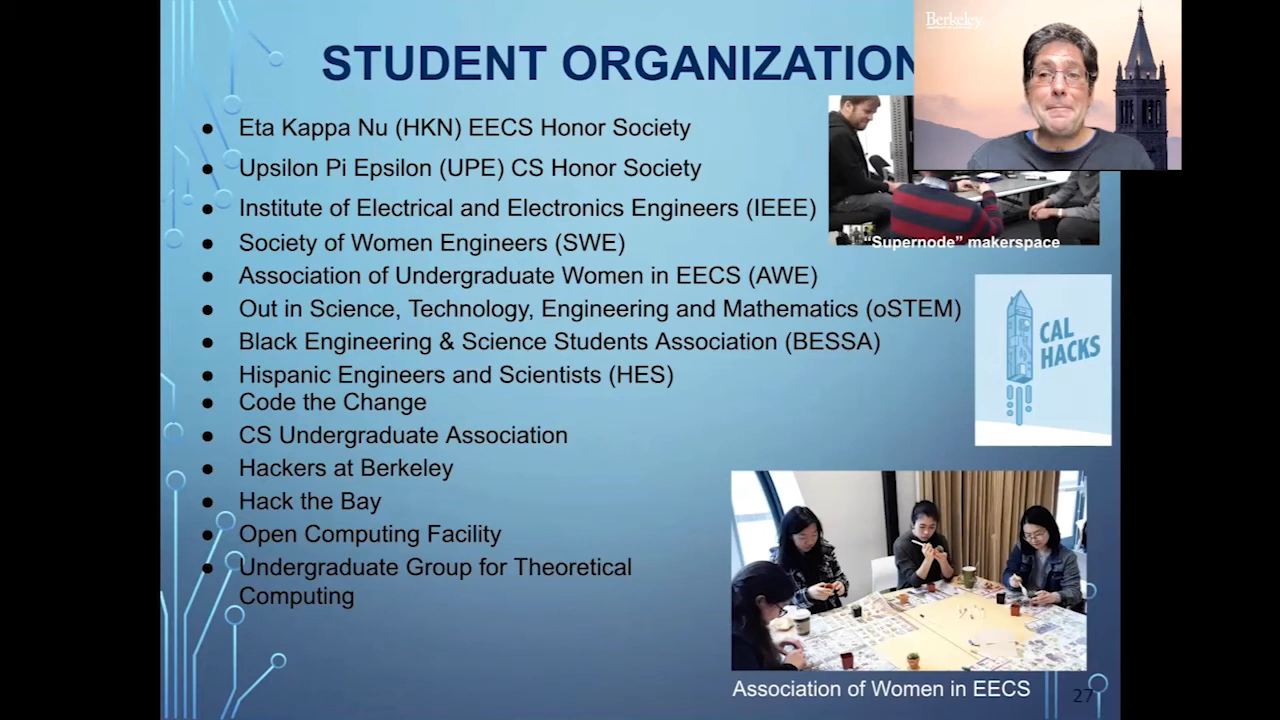 STUDENT ORGANIZATION
Berkeley
Eta Kappa Nu (HKN) EECS Honor Society
Upsilon Pi Epsilon (UPE) CS Honor Society
Institute of Electrical and Electronics Engineers (IEEE)
Society of Women Engineers (SWE)
Association of Undergraduate Women in EECS (AWE)
Out in Science, Technology, Engineering and Mathematics (oSTEM)
Black Engineering & Science Students Association (BESSA)
Hispanic Engineers and Scientists (HES)
Code the Change
CS Undergraduate Association
Hackers at Berkeley
Hack the Bay
Open Computing Facility
Undergraduate Group for Theoretical
Computing
“Supernode” makerspace
CAL
HACKS
Association of Women in EECS
27